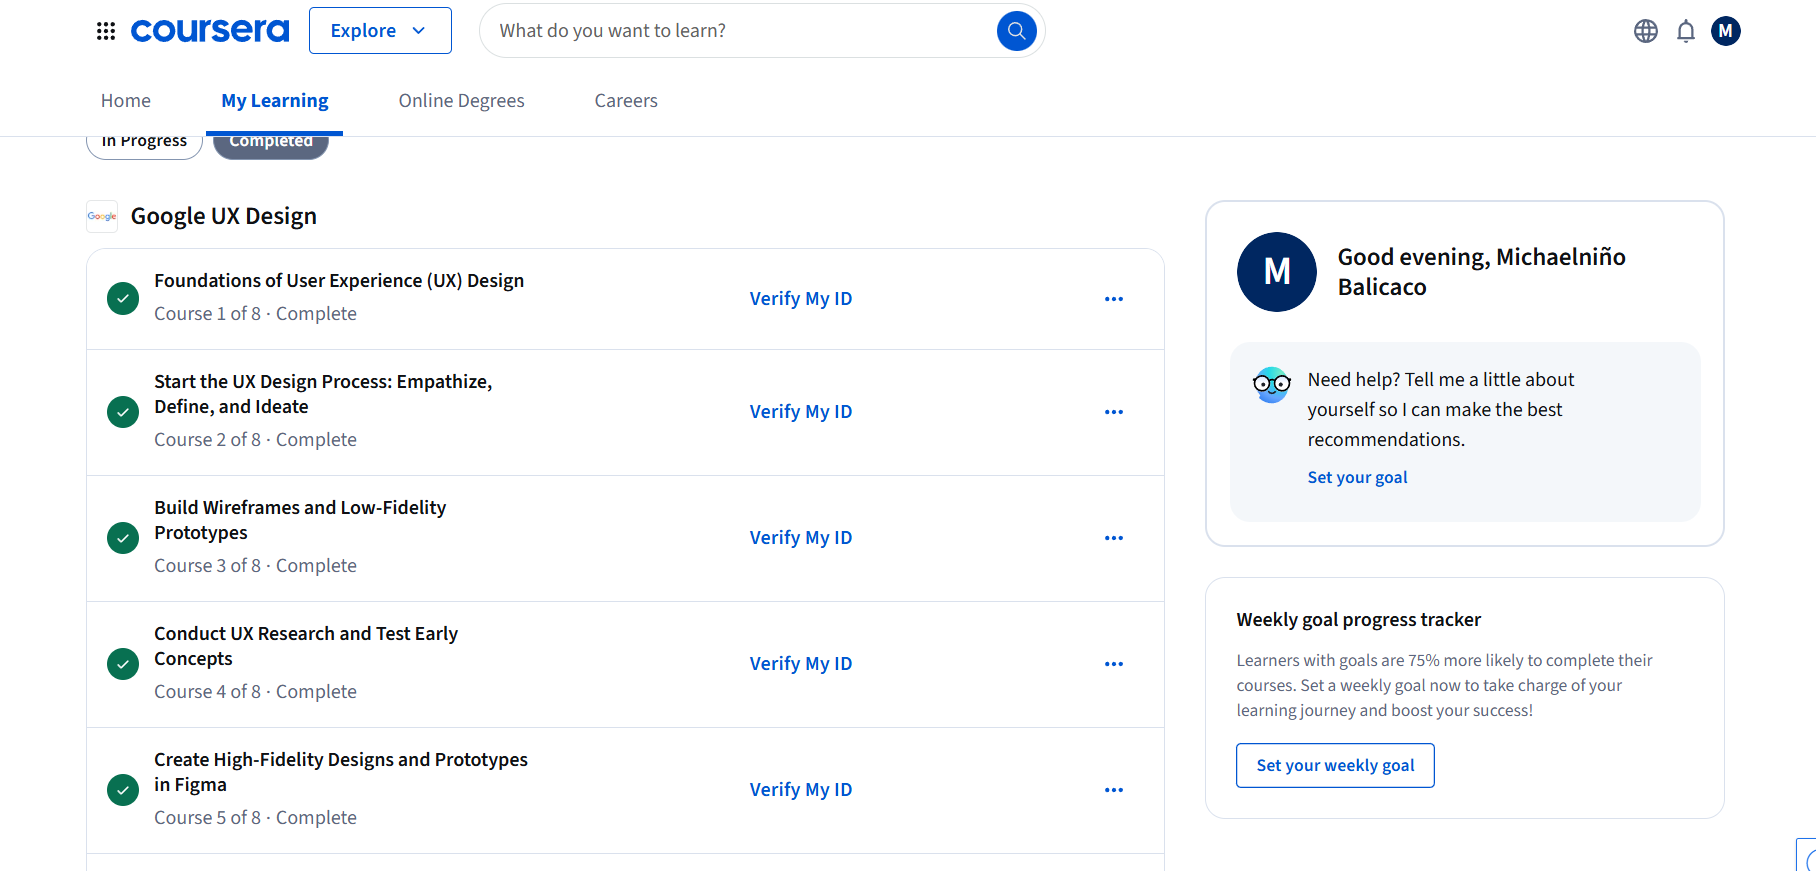 coursera
Explore
What do you want to learn?
M
Home
My Learning
Online Degrees
Careers
In Progress
Completed
Google
Google UX Design
Foundations of User Experience (UX) Design
Course 1 of 8 · Complete
Verify My ID
Start the UX Design Process: Empathize,
Define, and Ideate
Course 2 of 8 · Complete
Verify My ID
Build Wireframes and Low-Fidelity
Prototypes
Course 3 of 8 · Complete
Verify My ID
Conduct UX Research and Test Early
Concepts
Course 4 of 8 · Complete
Verify My ID
Create High-Fidelity Designs and Prototypes
in Figma
Course 5 of 8 · Complete
Verify My ID
M
Good evening, Michaelniño
Balicaco
Need help? Tell me a little about
yourself so I can make the best
recommendations.
Set your goal
Weekly goal progress tracker
Learners with goals are 75% more likely to complete their
courses. Set a weekly goal now to take charge of your
learning journey and boost your success!
Set your weekly goal